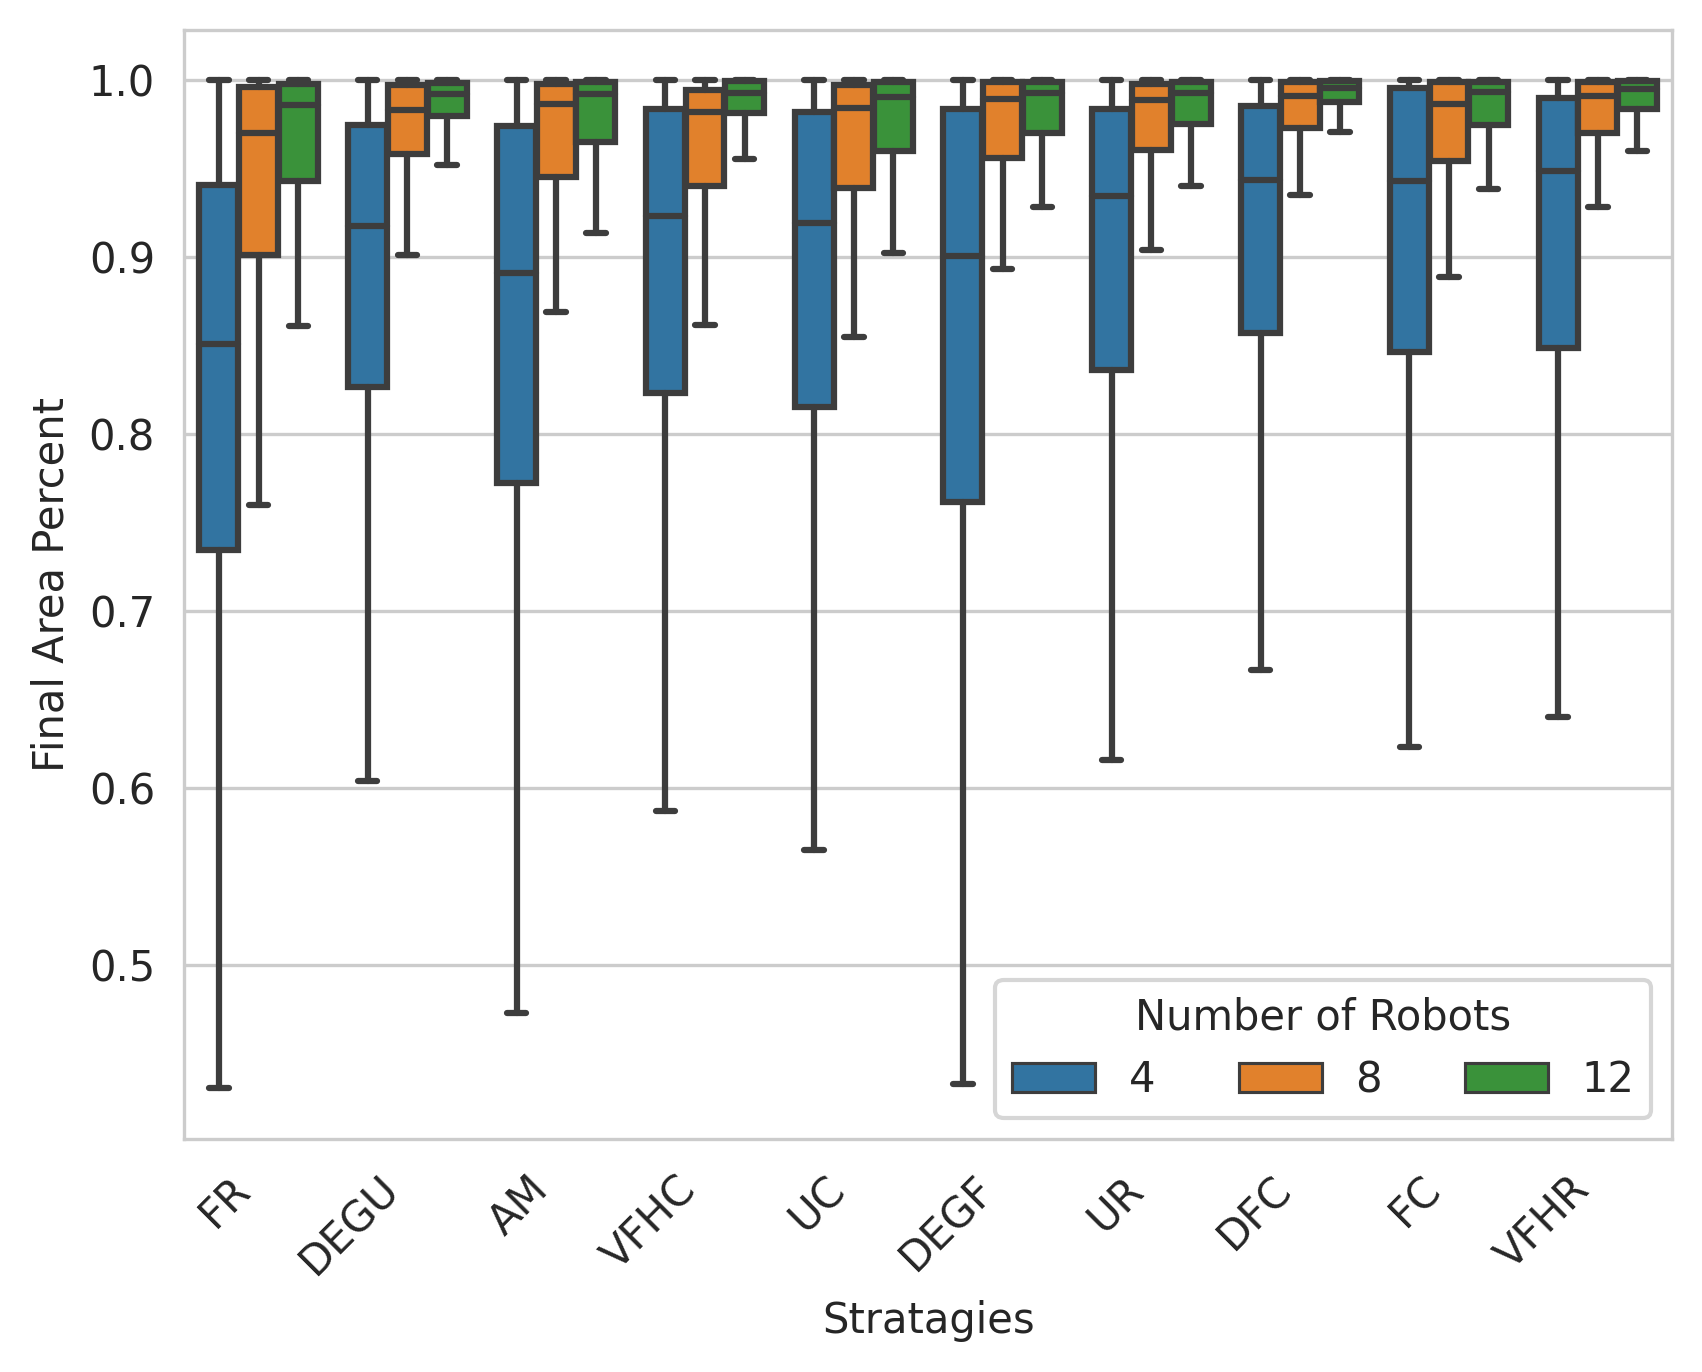 1.0
0.9
0.8
0.7
0.6
0.5
Final Area Percent
Number of Robots
4 8 12
FR DEGU AM VFHC UC DEGF UR DFC FC VFHR
Stratagies